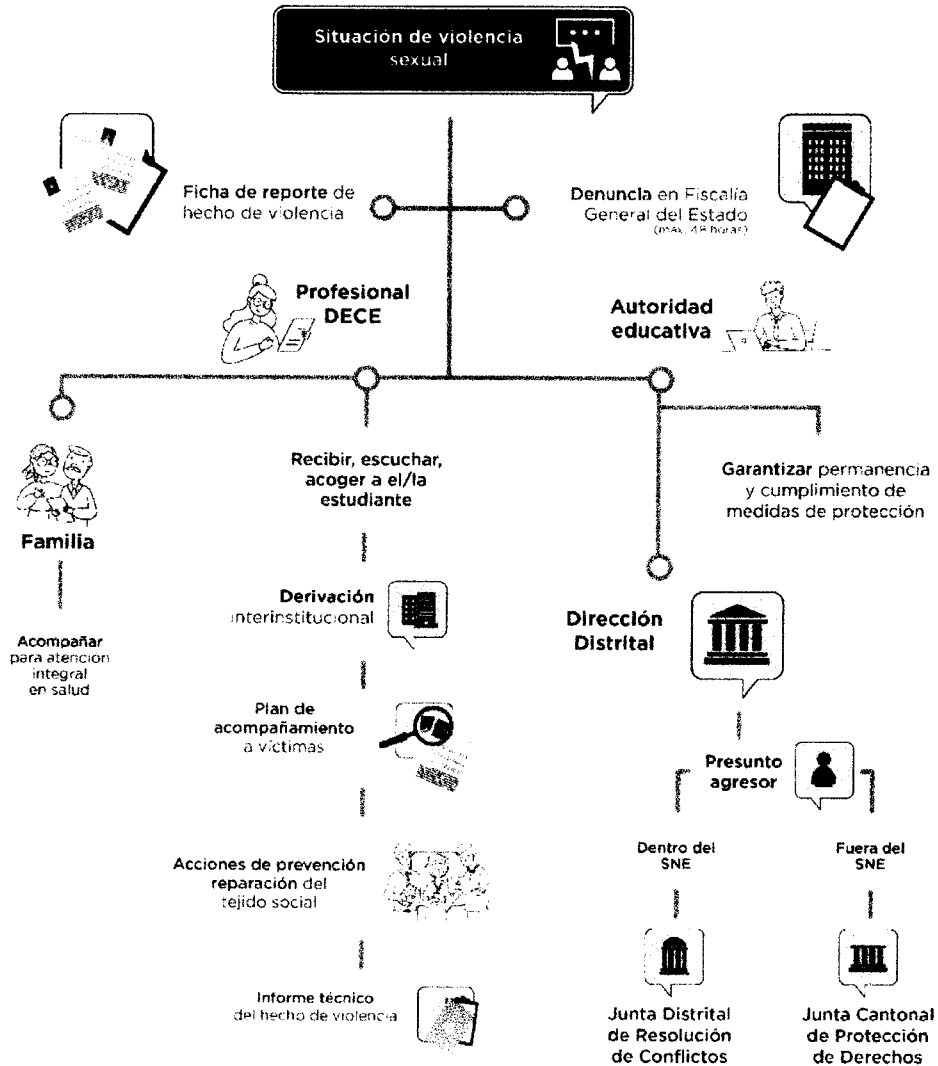 Situación de violencia
sexual
Ficha de reporte de
hecho de violencia
Denuncia en Fiscalía
General del Estado
(máx. 48 horas)
Profesional
DECE
Autoridad
educativa
Familia
Acompañar
para atención
integral
en salud
Recibir, escuchar,
acoger a el/la
estudiante
Derivación
interinstitucional
Plan de
acompañamiento
a víctimas
Acciones de prevención
reparación del
tejido social
Informe técnico
del hecho de violencia
Garantizar permanencia
y cumplimiento de
medidas de protección
Dirección
Distrital
Presunto
agresor
Dentro del
SNE
Fuera del
SNE
Junta Distrital
de Resolución
de Conflictos
Junta Cantonal
de Protección
de Derechos